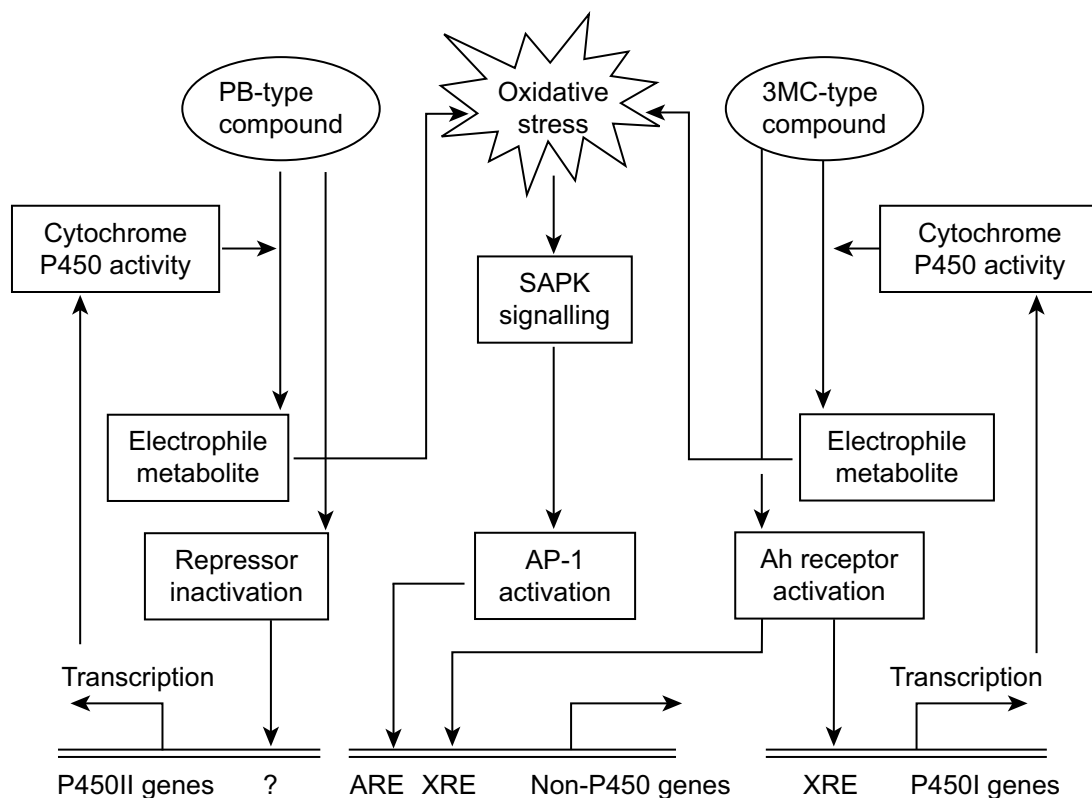 PB-type
compound
Oxidative
stress
3MC-type
compound
Cytochrome
P450 activity
SAPK
signalling
Cytochrome
P450 activity
Electrophile
metabolite
Electrophile
metabolite
Repressor
inactivation
AP-1
activation
Ah receptor
activation
Transcription
Transcription
P450II genes
?
ARE
XRE
Non-P450 genes
XRE
P450I genes